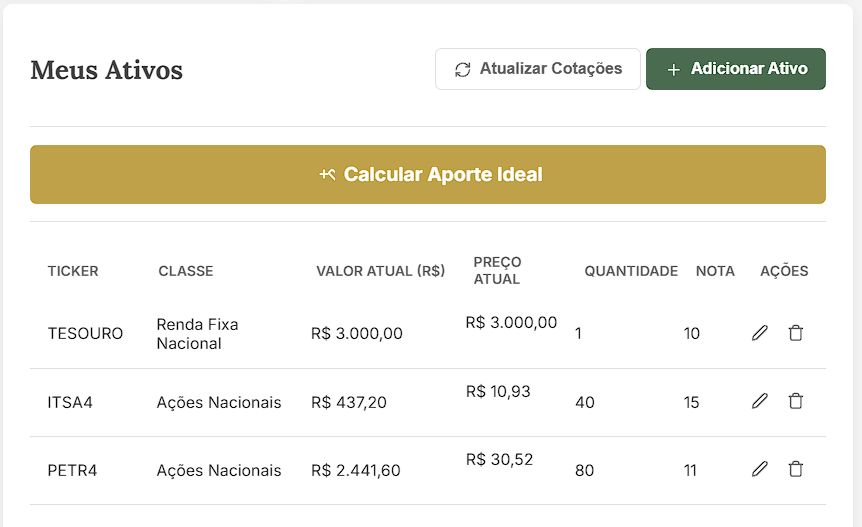 Meus Ativos
Atualizar Cotações
+ Adicionar Ativo
Calcular Aporte Ideal
TICKER CLASSE VALOR ATUAL (R$) PREÇO ATUAL QUANTIDADE NOTA AÇÕES
TESOURO Renda Fixa Nacional R$ 3.000,00 R$ 3.000,00 1 10
ITSA4 Ações Nacionais R$ 437,20 R$ 10,93 40 15
PETR4 Ações Nacionais R$ 2.441,60 R$ 30,52 80 11